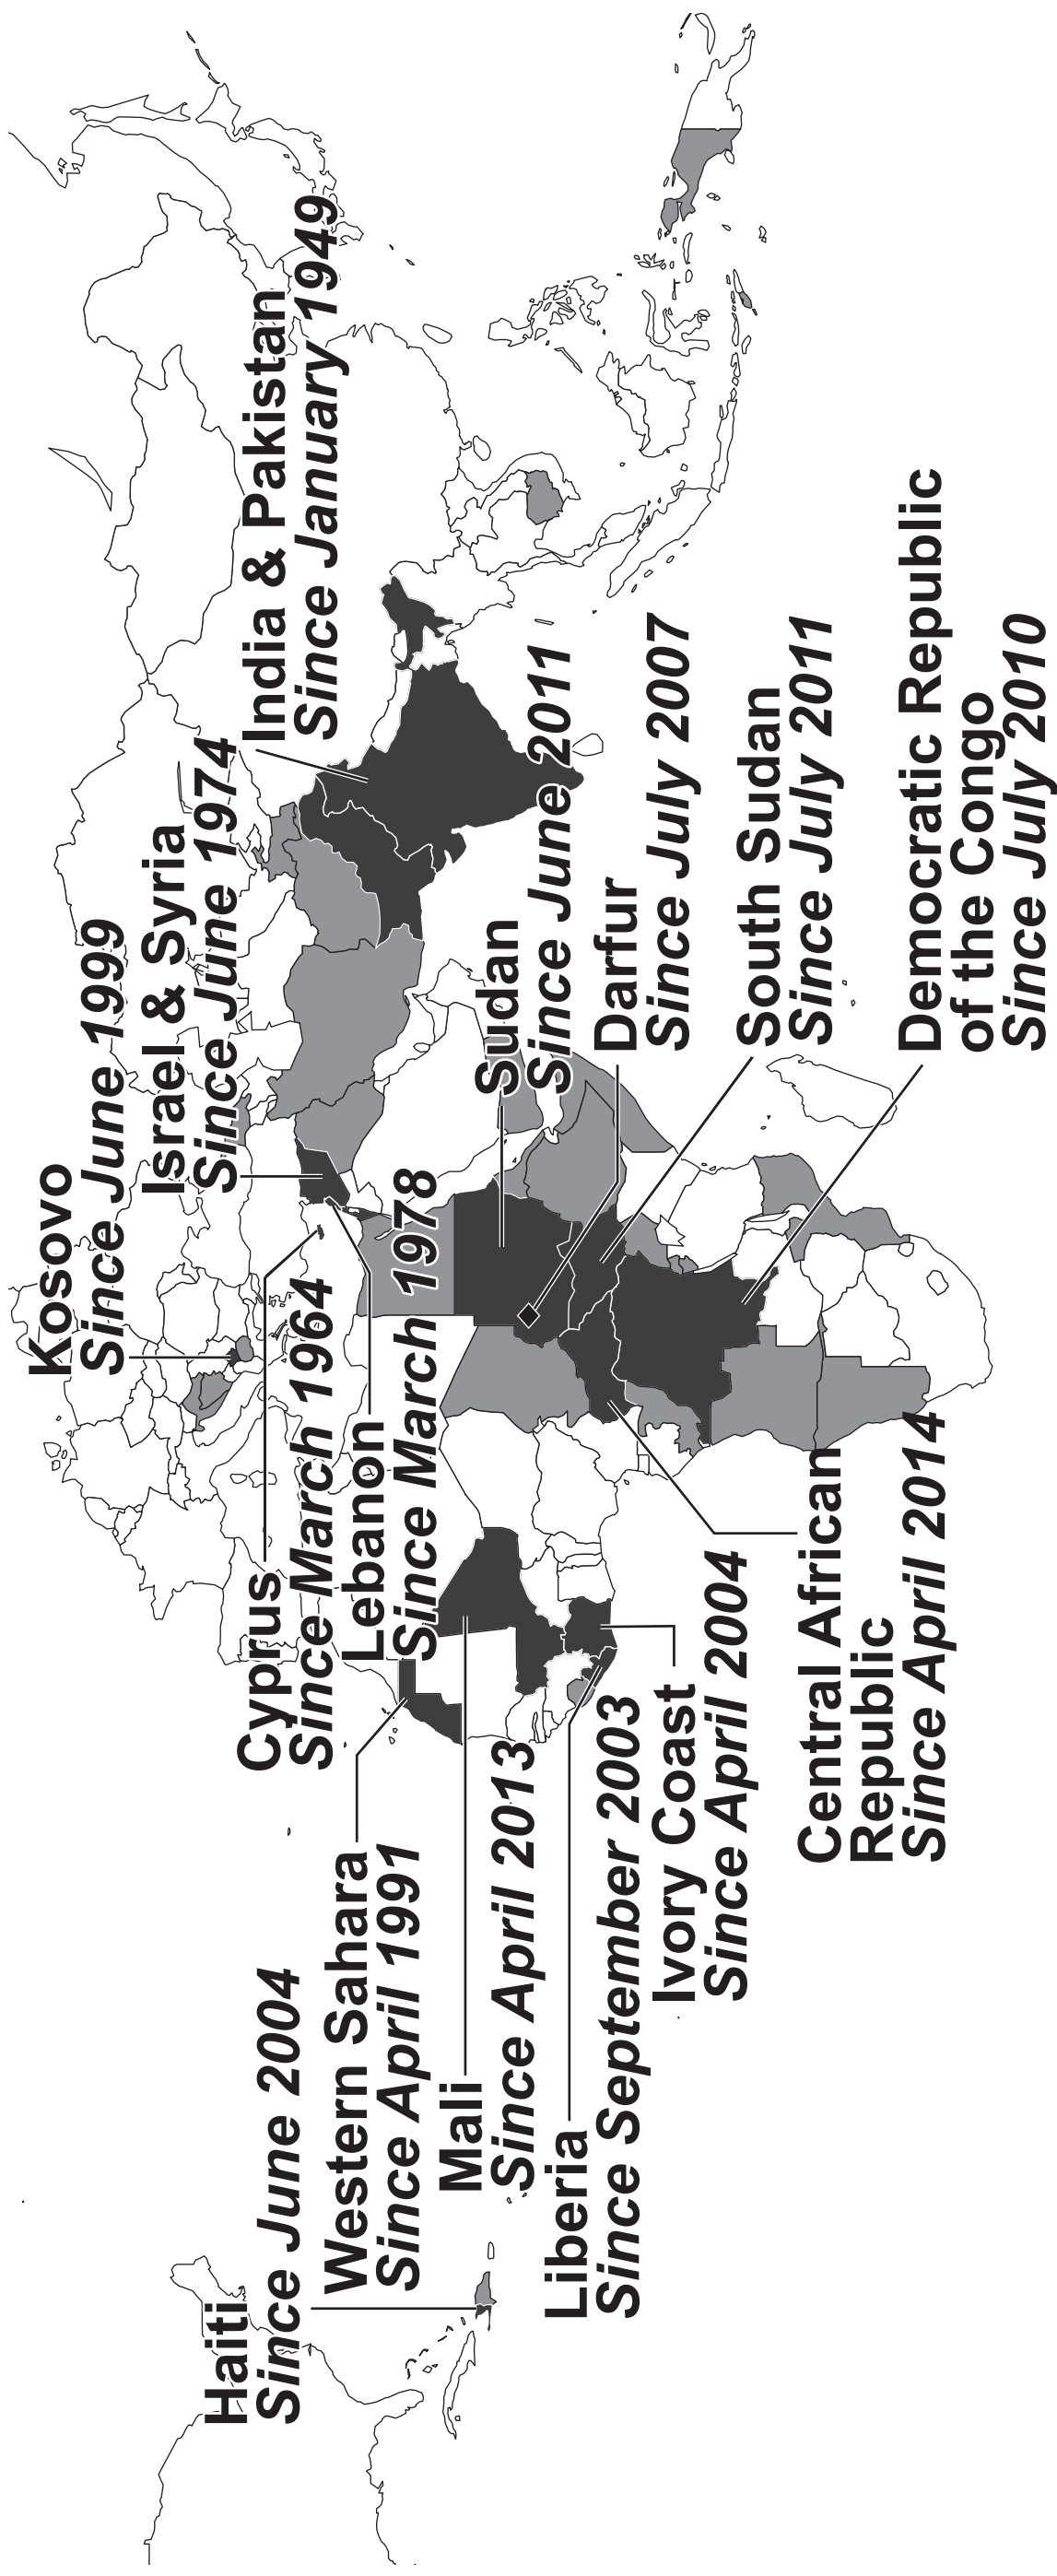 Haiti
Since June 2004
Western Sahara
Since April 1991
Mali
Since April 2013
Liberia
Since September 2003
Ivory Coast
Since April 2004
Central African
Republic
Since April 2014
Cyprus
Since March 1964
Lebanon
Since March 1978
Kosovo
Since June 1999
Israel & Syria
Since June 1974
India & Pakistan
Since January 1949
Sudan
Since June 2011
Darfur
Since July 2007
South Sudan
Since July 2011
Democratic Republic
of the Congo
Since July 2010